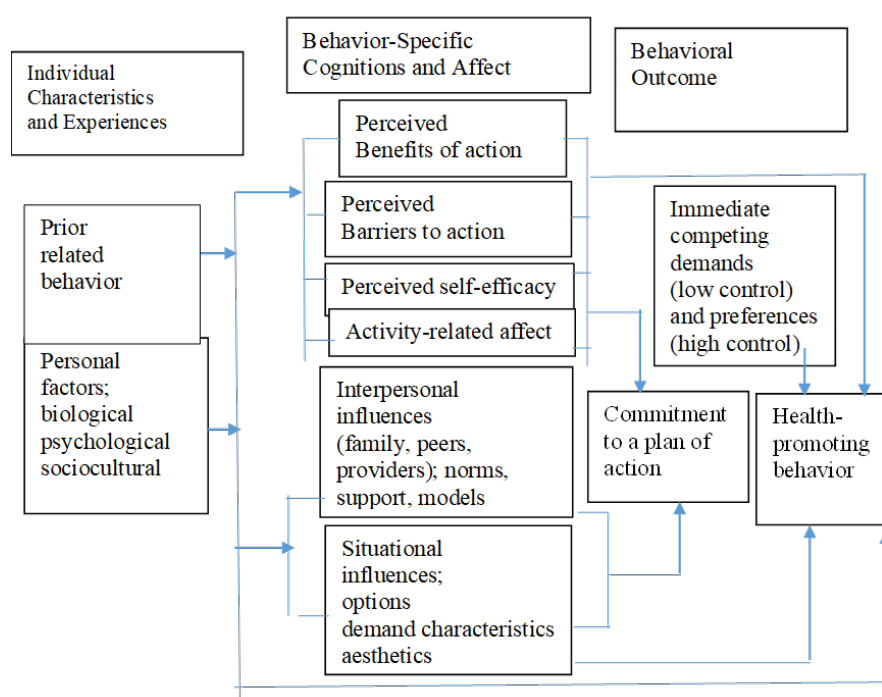 Individual
Characteristics
and Experiences
Behavior-Specific
Cognitions and Affect
Behavioral
Outcome
Prior
related
behavior
Personal
factors;
biological
psychological
sociocultural
Perceived
Benefits of action
Perceived
Barriers to action
Perceived self-efficacy
Activity-related affect
Interpersonal
influences
(family, peers,
providers); norms,
support, models
Situational
influences;
options
demand characteristics
aesthetics
Immediate
competing
demands
(low control)
and preferences
(high control)
Commitment
to a plan of
action
Health-
promoting
behavior